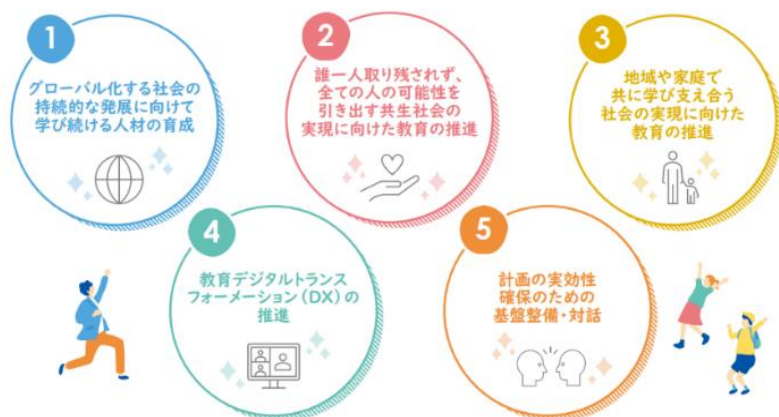 1
グローバル化する社会の
持続的な発展に向けて
学び続ける人材の育成
2
誰一人取り残されず、
全ての人の可能性を
引き出す共生社会の
実現に向けた教育の推進
3
地域や家庭で
共に学び支え合う
社会の実現に向けた
教育の推進
4
教育デジタルトランス
フォーメーション(DX)の
推進
5
計画の実効性
確保のための
基盤整備・対話